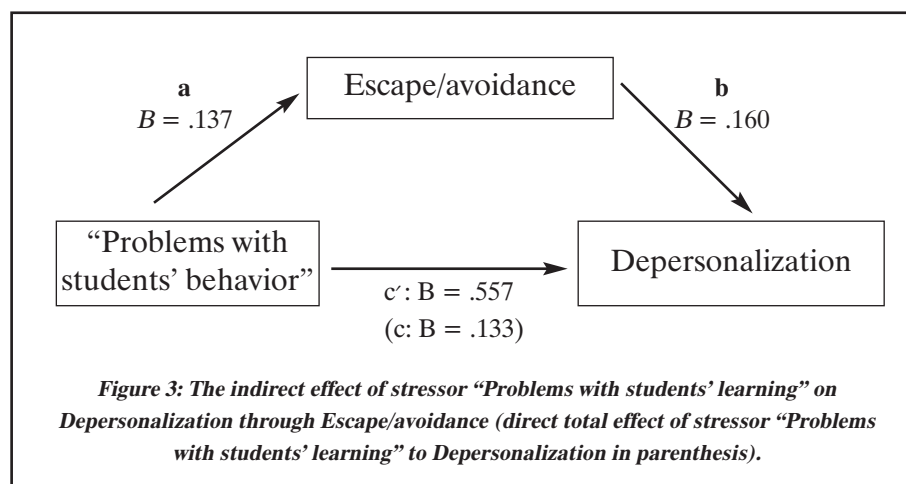 Escape/avoidance
a
B = .137
b
B = .160
“Problems with
students’ behavior”
Depersonalization
c′: B = .557
(c: B = .133)
Figure 3: The indirect effect of stressor “Problems with students’ learning” on
Depersonalization through Escape/avoidance (direct total effect of stressor “Problems
with students’ learning” to Depersonalization in parenthesis).